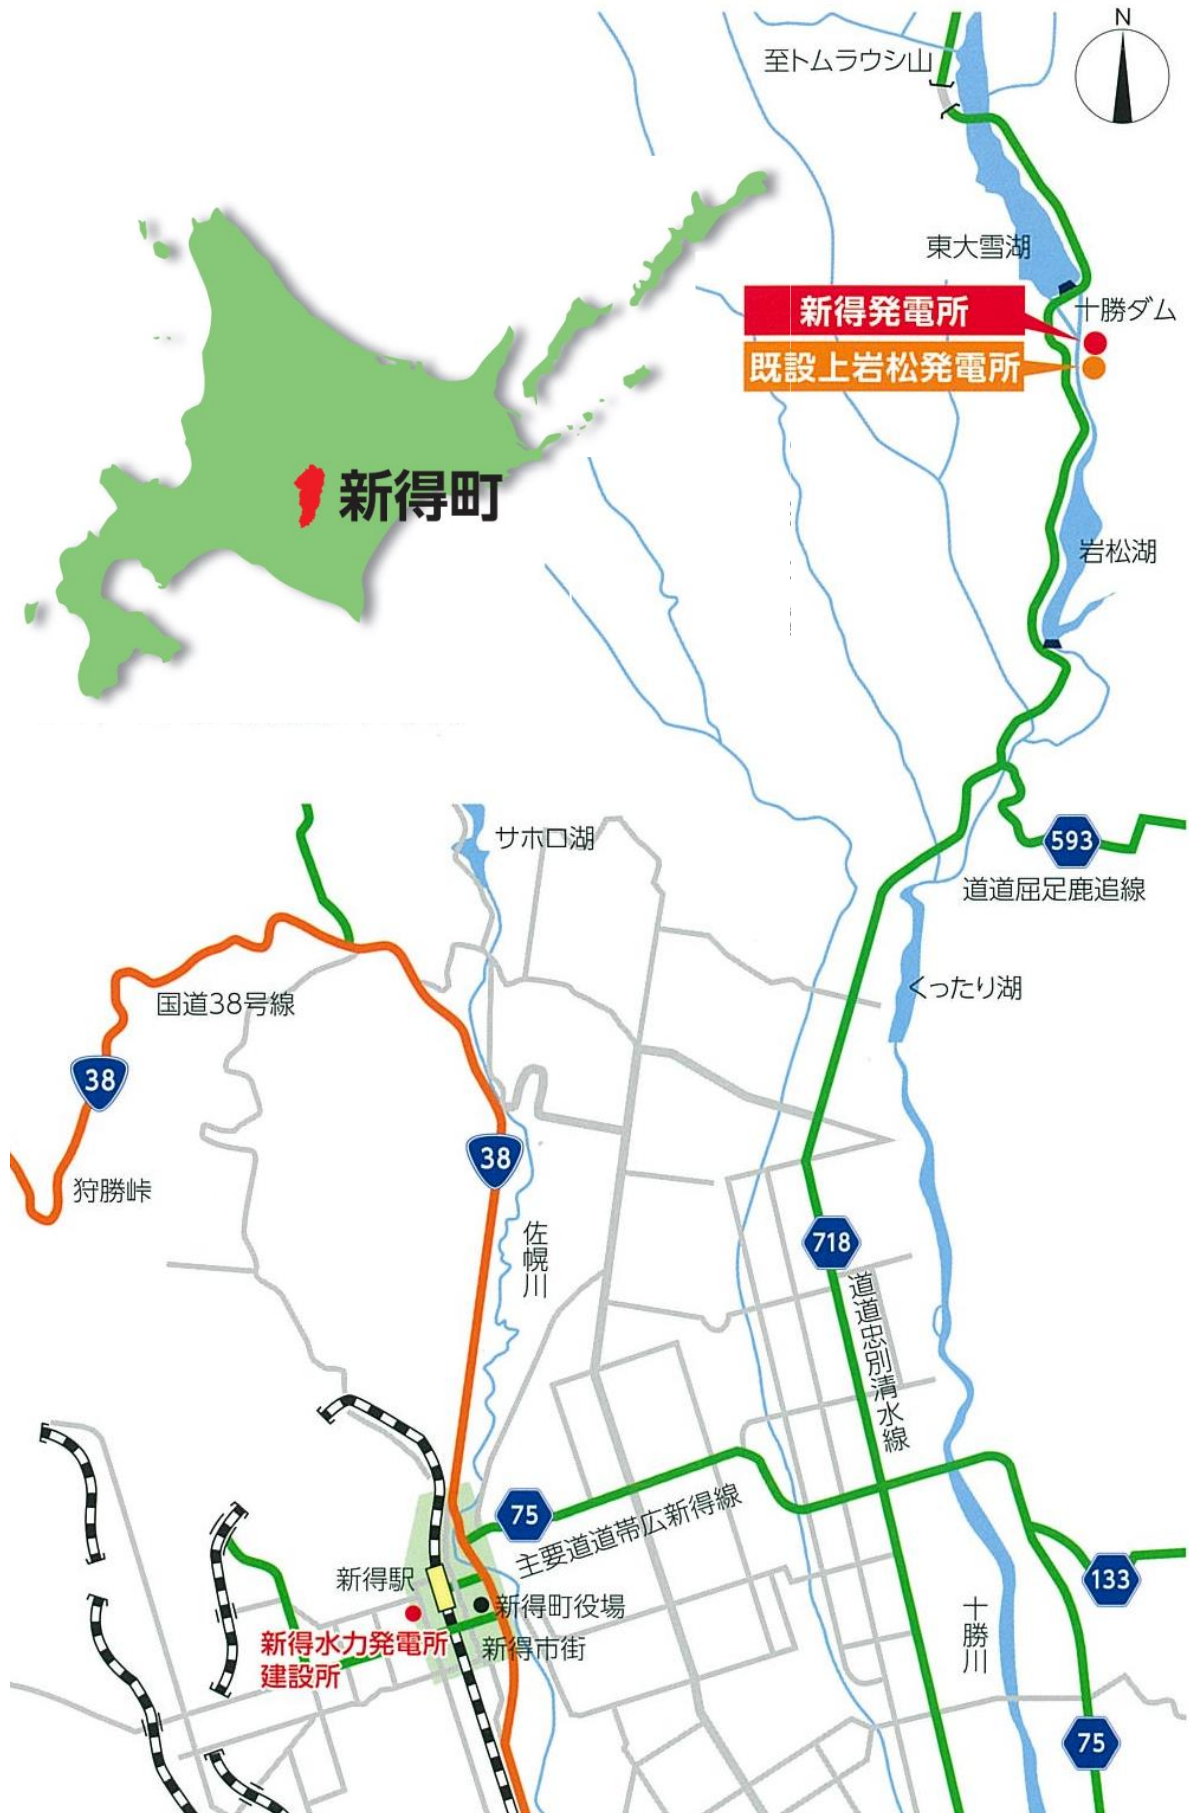 N
至トムラウシ山
東大雪湖
新得発電所
十勝ダム
既設上岩松発電所
新得町
岩松湖
サホロ湖
593
道道屈足鹿追線
国道38号線
くったり湖
38
38
狩勝峠
佐幌川
718
道道忠別清水線
75
主要道道帯広新得線
新得駅
新得町役場
133
新得水力発電所
建設所
新得市街
十勝川
75